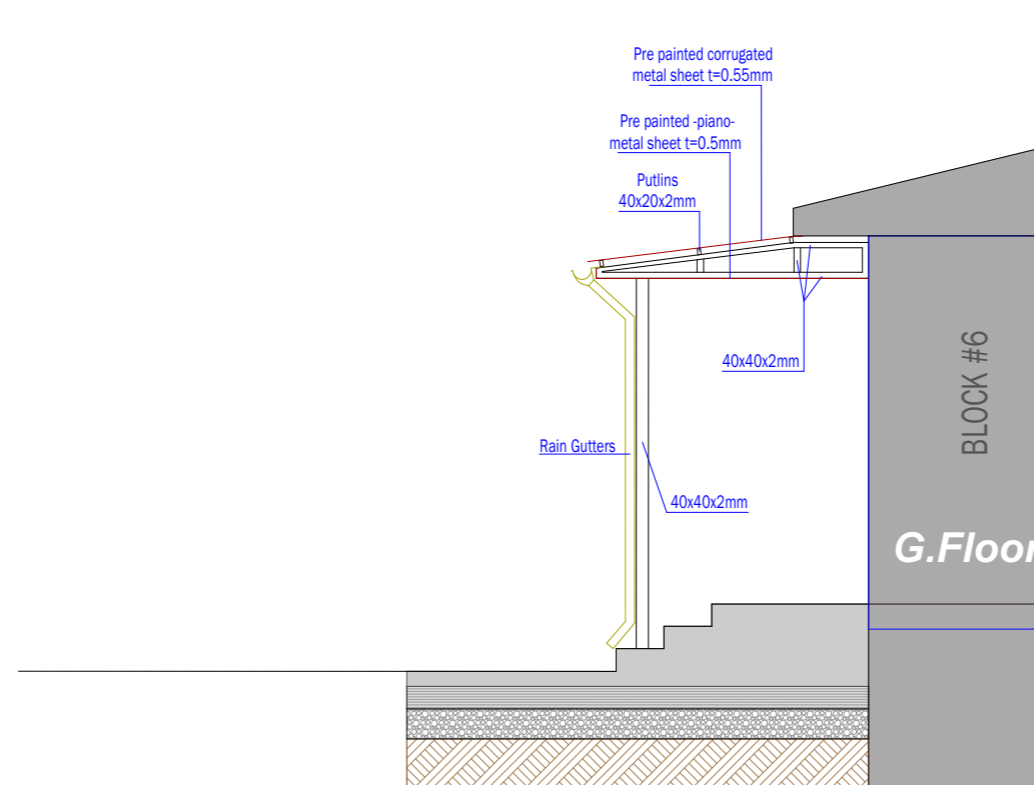 Pre painted corrugated
metal sheet t=0.55mm
Pre painted -piano-
metal sheet t=0.5mm
Putlins
40x20x2mm
40x40x2mm
BLOCK #6
Rain Gutters
40x40x2mm
G.Floor